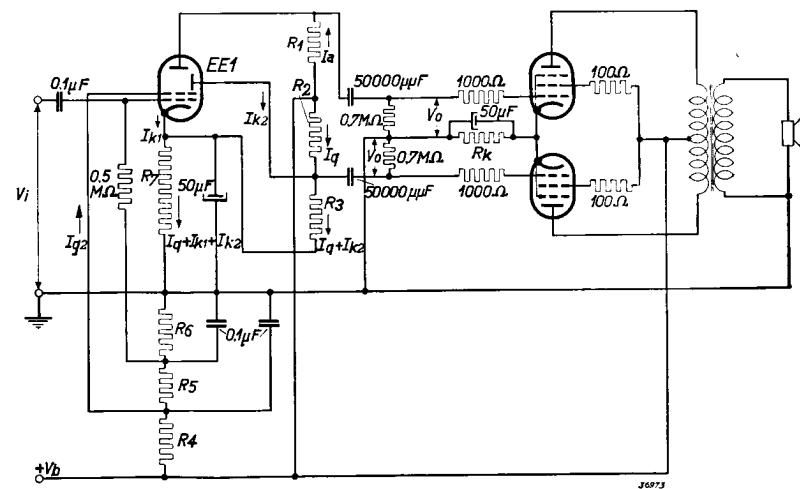 EE1
R1
Ia
0.1μF
R2
Ik2
50000μμF
1000Ω
100Ω
0.7MΩ
Vo
50μF
Ik1
Iq
Vo
0.7MΩ
Rk
Vi
0.5
MΩ
R7
50μF
50000μμF
1000Ω
100Ω
R3
Ig2
Iq+Ik1+Ik2
Iq+Ik2
R6
0.1μF
R5
R4
+Vb
36973